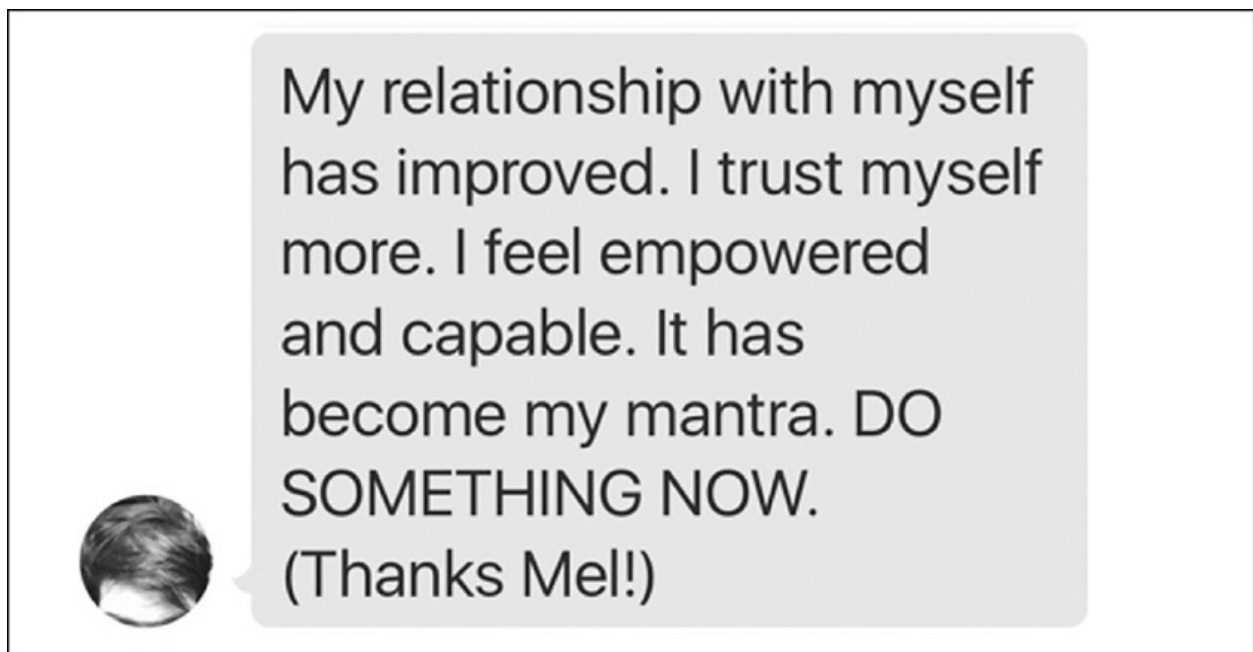 My relationship with myself
has improved. I trust myself
more. I feel empowered
and capable. It has
become my mantra. DO
SOMETHING NOW.
(Thanks Mel!)